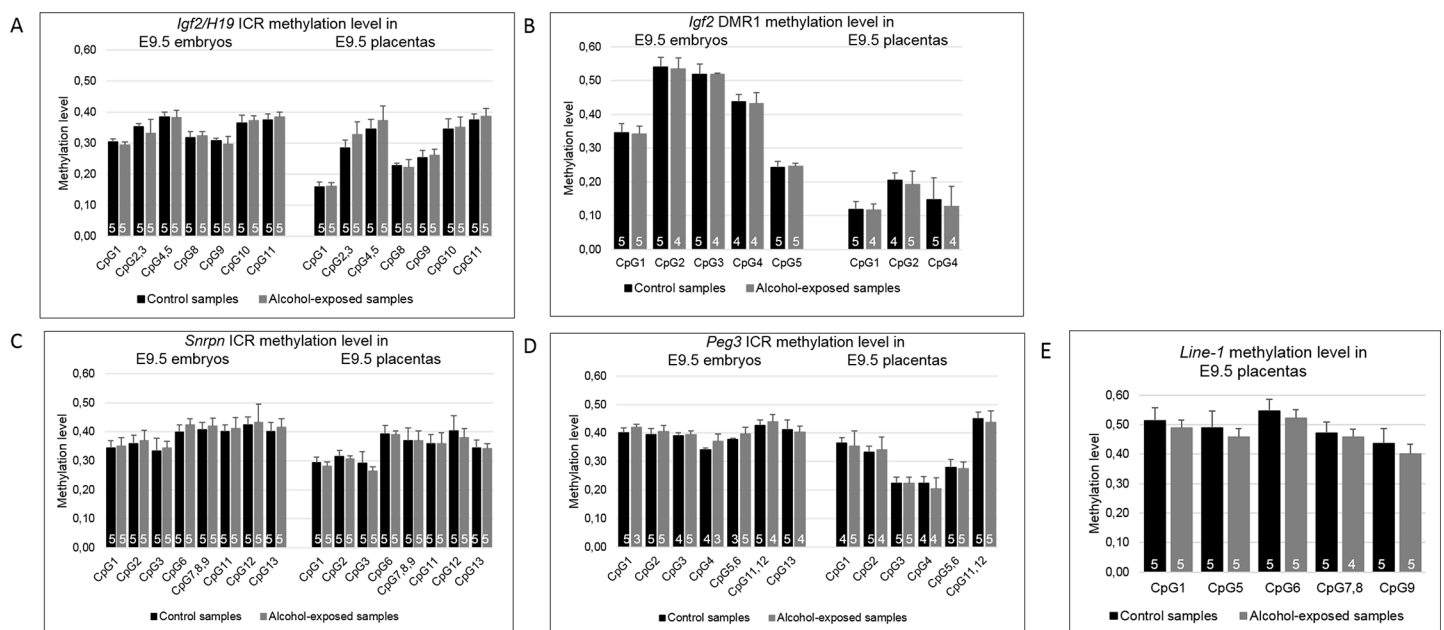 A
Igf2/H19 ICR methylation level in
E9.5 embryos E9.5 placentas
Methylation level
0,60
0,50
0,40
0,30
0,20
0,10
0,00
5 5 5 5 5 5 5 5 5 5 5 5 5 5 5 5 5 5 5 5 5 5 5 5 5 5 5 5
CpG1 CpG2,3 CpG4,5 CpG8 CpG9 CpG10 CpG11 CpG1 CpG2,3 CpG4,5 CpG8 CpG9 CpG10 CpG11
Control samples Alcohol-exposed samples
B
Igf2 DMR1 methylation level in
E9.5 embryos E9.5 placentas
Methylation level
0,60
0,50
0,40
0,30
0,20
0,10
0,00
5 5 5 4 5 4 5 4 5 5 5 4 4 5 5 4
CpG1 CpG2 CpG3 CpG4 CpG5 CpG1 CpG2 CpG4
Control samples Alcohol-exposed samples
C
Snrpn ICR methylation level in
E9.5 embryos E9.5 placentas
Methylation level
0,60
0,50
0,40
0,30
0,20
0,10
0,00
5 5 5 5 5 5 5 5 5 5 5 5 5 5 5 5 5 5 5 5 5 5 5 5 5 5 5 5 5 5 5 5
CpG1 CpG2 CpG3 CpG6 CpG7,8,9 CpG11 CpG12 CpG13 CpG1 CpG2 CpG3 CpG6 CpG7,8,9 CpG11 CpG12 CpG13
Control samples Alcohol-exposed samples
D
Peg3 ICR methylation level in
E9.5 embryos E9.5 placentas
Methylation level
0,60
0,50
0,40
0,30
0,20
0,10
0,00
5 3 5 5 4 5 4 3 3 5 5 4 5 4 4 5 4 4 5 5 5 4 5 5 5 5
CpG1 CpG2 CpG3 CpG4 CpG5,6 CpG11,12 CpG13 CpG1 CpG2 CpG3 CpG4 CpG5,6 CpG11,12
Control samples Alcohol-exposed samples
E
Line-1 methylation level in
E9.5 placentas
Methylation level
0,60
0,50
0,40
0,30
0,20
0,10
0,00
5 5 5 5 5 5 5 4 5 5
CpG1 CpG5 CpG6 CpG7,8 CpG9
Control samples Alcohol-exposed samples